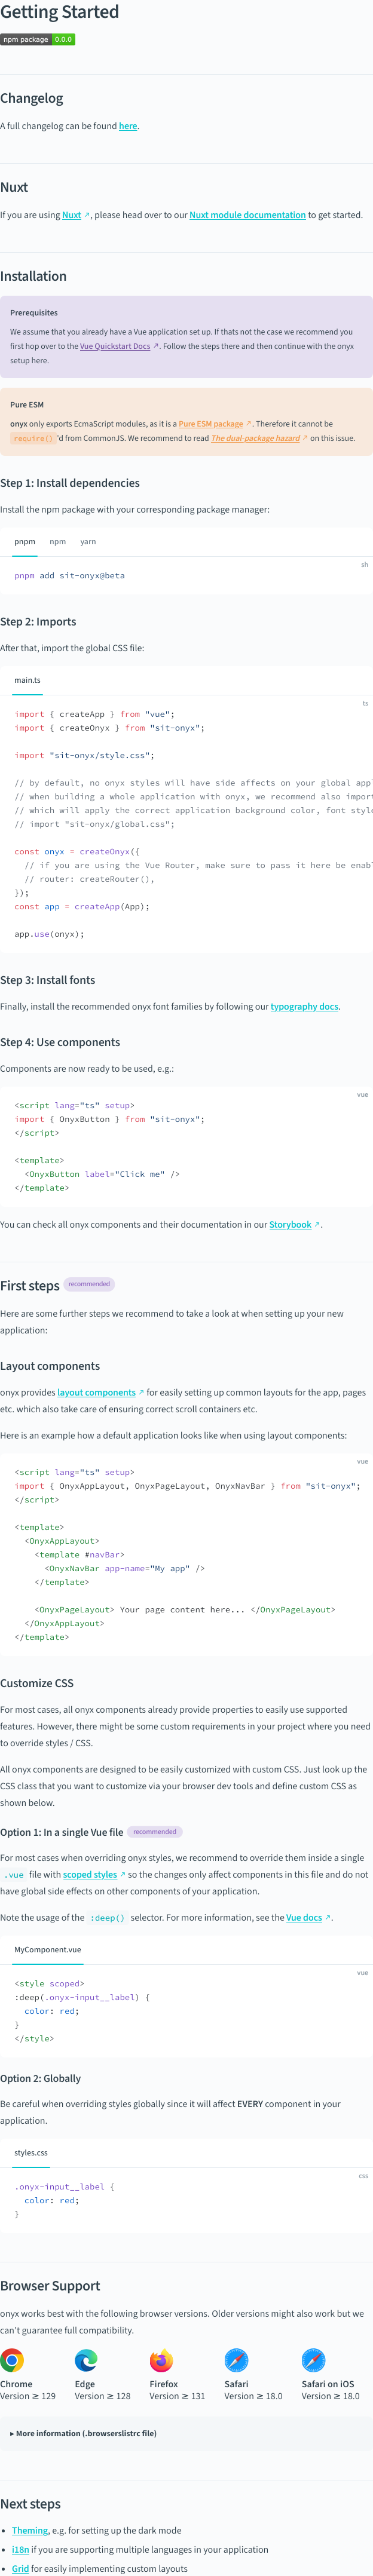 Getting Started
npm package 0.0.0
Changelog
A full changelog can be found here.
Nuxt
If you are using Nuxt ↗, please head over to our Nuxt module documentation to get started.
Installation
Prerequisites
We assume that you already have a Vue application set up. If thats not the case we recommend you
first hop over to the Vue Quickstart Docs ↗. Follow the steps there and then continue with the onyx
setup here.
Pure ESM
onyx only exports EcmaScript modules, as it is a Pure ESM package ↗. Therefore it cannot be
require() 'd from CommonJS. We recommend to read The dual-package hazard ↗ on this issue.
Step 1: Install dependencies
Install the npm package with your corresponding package manager:
pnpm npm yarn
sh
pnpm add sit-onyx@beta
Step 2: Imports
After that, import the global CSS file:
main.ts
ts
import { createApp } from "vue";
import { createOnyx } from "sit-onyx";
import "sit-onyx/style.css";
// by default, no onyx styles will have side affects on your global appl
// when building a whole application with onyx, we recommend also import
// which will apply the correct application background color, font style
// import "sit-onyx/global.css";
const onyx = createOnyx({
  // if you are using the Vue Router, make sure to pass it here be enabl
  // router: createRouter(),
});
const app = createApp(App);
app.use(onyx);
Step 3: Install fonts
Finally, install the recommended onyx font families by following our typography docs.
Step 4: Use components
Components are now ready to be used, e.g.:
vue
<script lang="ts" setup>
import { OnyxButton } from "sit-onyx";
</script>
<template>
  <OnyxButton label="Click me" />
</template>
You can check all onyx components and their documentation in our Storybook ↗.
First steps recommended
Here are some further steps we recommend to take a look at when setting up your new
application:
Layout components
onyx provides layout components ↗ for easily setting up common layouts for the app, pages
etc. which also take care of ensuring correct scroll containers etc.
Here is an example how a default application looks like when using layout components:
vue
<script lang="ts" setup>
import { OnyxAppLayout, OnyxPageLayout, OnyxNavBar } from "sit-onyx";
</script>
<template>
  <OnyxAppLayout>
    <template #navBar>
      <OnyxNavBar app-name="My app" />
    </template>
    <OnyxPageLayout> Your page content here... </OnyxPageLayout>
  </OnyxAppLayout>
</template>
Customize CSS
For most cases, all onyx components already provide properties to easily use supported
features. However, there might be some custom requirements in your project where you need
to override styles / CSS.
All onyx components are designed to be easily customized with custom CSS. Just look up the
CSS class that you want to customize via your browser dev tools and define custom CSS as
shown below.
Option 1: In a single Vue file recommended
For most cases when overriding onyx styles, we recommend to override them inside a single
.vue file with scoped styles ↗ so the changes only affect components in this file and do not
have global side effects on other components of your application.
Note the usage of the :deep() selector. For more information, see the Vue docs ↗.
MyComponent.vue
vue
<style scoped>
:deep(.onyx-input__label) {
  color: red;
}
</style>
Option 2: Globally
Be careful when overriding styles globally since it will affect EVERY component in your
application.
styles.css
css
.onyx-input__label {
  color: red;
}
Browser Support
onyx works best with the following browser versions. Older versions might also work but we
can't guarantee full compatibility.
Chrome Edge Firefox Safari Safari on iOS
Version ≥ 129 Version ≥ 128 Version ≥ 131 Version ≥ 18.0 Version ≥ 18.0
▸ More information (.browserslistrc file)
Next steps
• Theming, e.g. for setting up the dark mode
• i18n if you are supporting multiple languages in your application
• Grid for easily implementing custom layouts